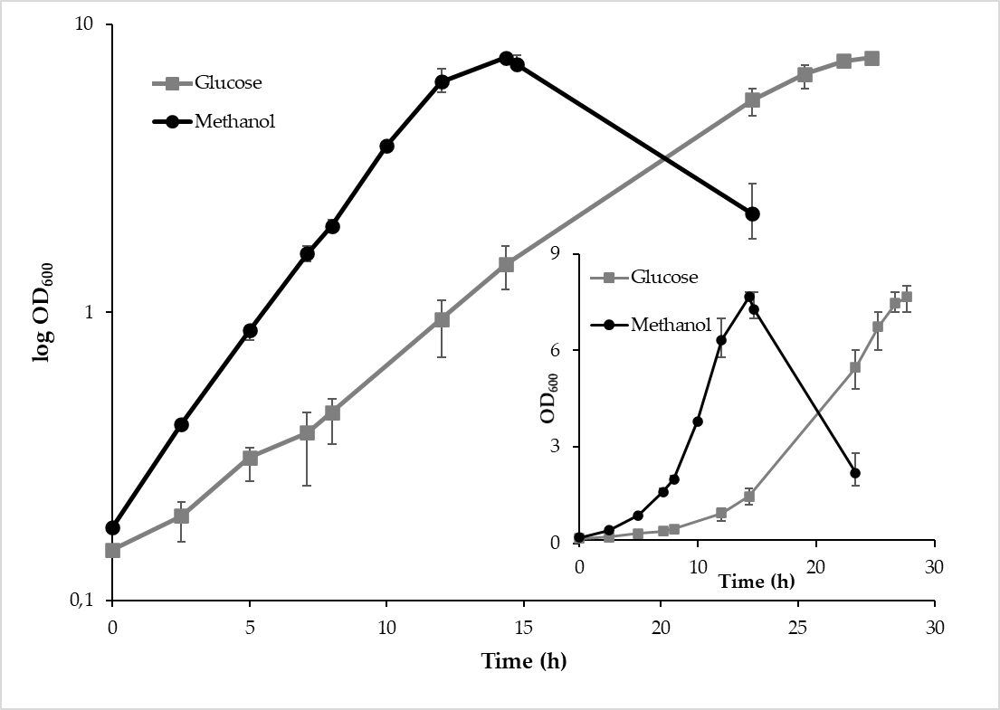 10
Glucose
Methanol
log OD600
1
0,1
0 5 10 15 20 25 30
Time (h)
9
Glucose
Methanol
6
OD600
3
0
0 10 20 30
Time (h)